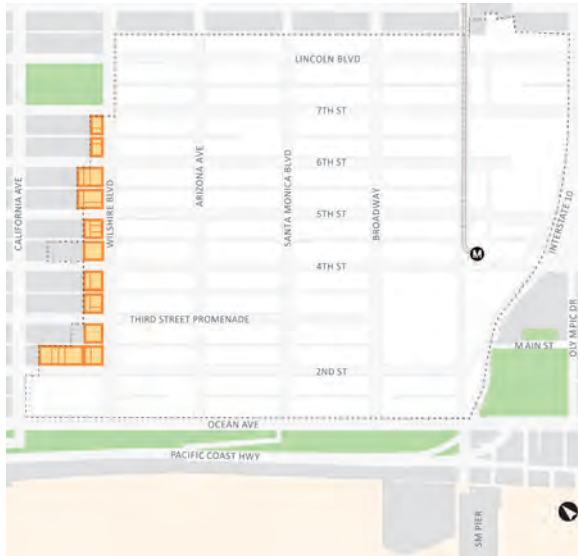 LINCOLN BLVD
7TH ST
6TH ST
5TH ST
4TH ST
THIRD STREET PROMENADE
2ND ST
OCEAN AVE
PACIFIC COAST HWY
CALIFORNIA AVE
WILSHIRE BLVD
ARIZONA AVE
SANTA MONICA BLVD
BROADWAY
M
INTERSTATE 10
MAIN ST
OLYMPIC DR
SM PIER